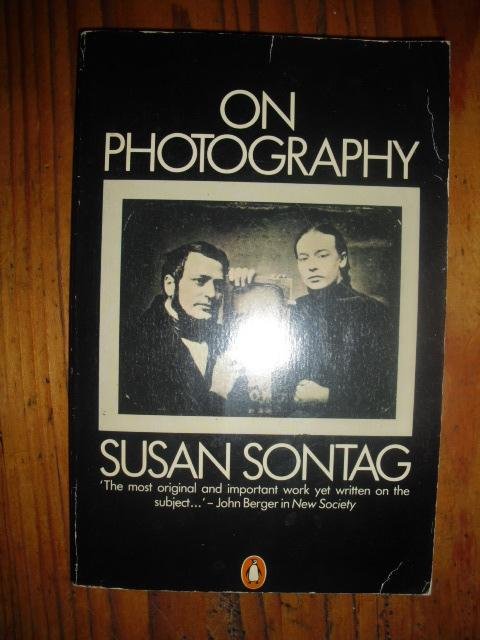 ON
PHOTOGRAPHY
SUSAN SONTAG
'The most original and important work yet written on the
subject...' – John Berger in New Society